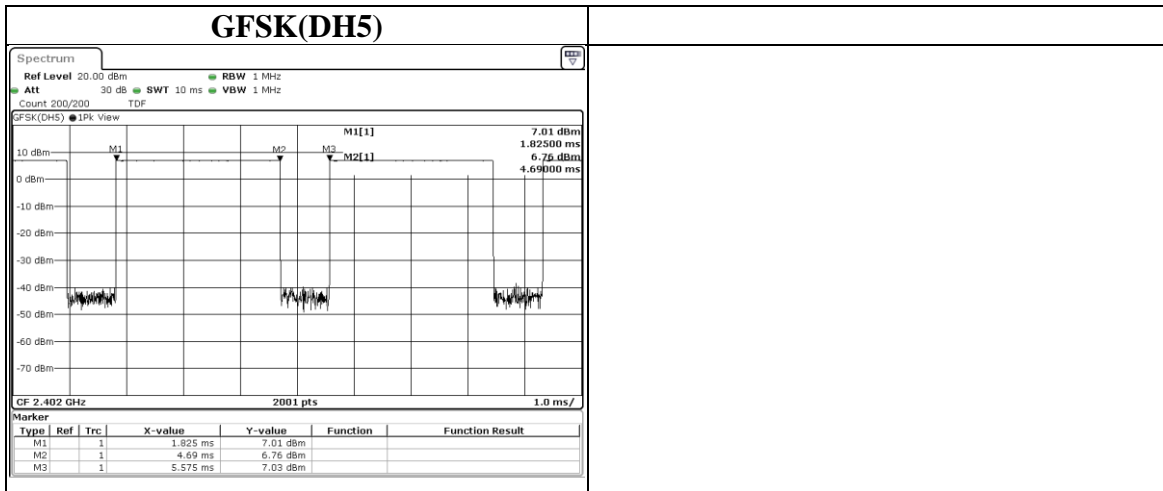 GFSK(DH5)
Spectrum
Ref Level 20.00 dBm RBW 1 MHz
Att 30 dB SWT 10 ms VBW 1 MHz
Count 200/200 TDF
GFSK(DH5) 1Pk View
M1[1] 7.01 dBm
1.82500 ms
10 dBm M1 M2 M3 M2[1] 6.76 dBm
4.69000 ms
0 dBm
-10 dBm
-20 dBm
-30 dBm
-40 dBm
-50 dBm
-60 dBm
-70 dBm
CF 2.402 GHz 2001 pts 1.0 ms/
Marker
Type Ref Trc X-value Y-value Function Function Result
M1 1 1.825 ms 7.01 dBm
M2 1 4.69 ms 6.76 dBm
M3 1 5.575 ms 7.03 dBm